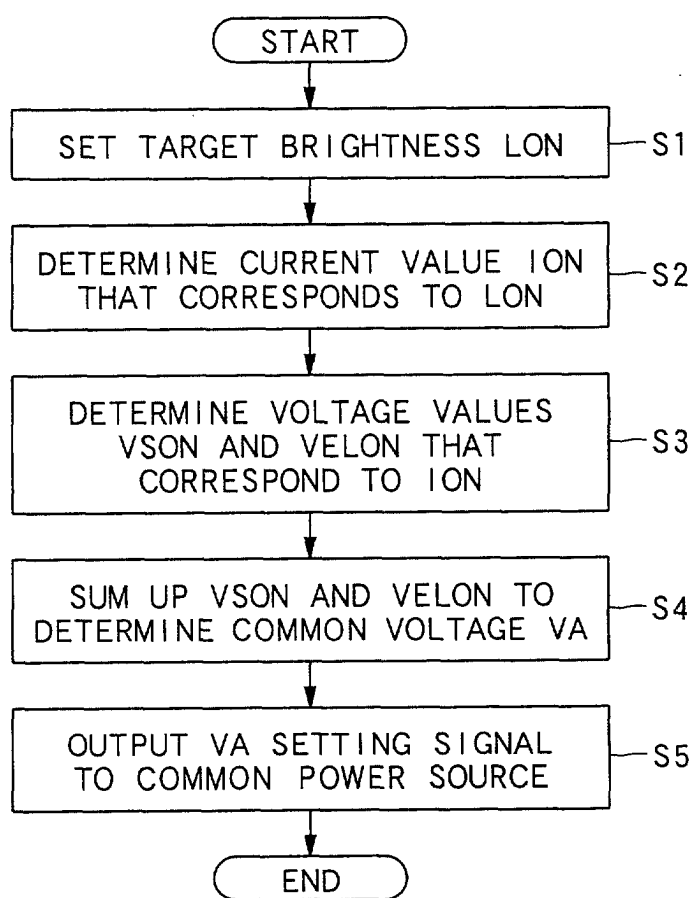 START
SET TARGET BRIGHTNESS LON
S1
DETERMINE CURRENT VALUE ION
THAT CORRESPONDS TO LON
S2
DETERMINE VOLTAGE VALUES
VSON AND VELON THAT
CORRESPOND TO ION
S3
SUM UP VSON AND VELON TO
DETERMINE COMMON VOLTAGE VA
S4
OUTPUT VA SETTING SIGNAL
TO COMMON POWER SOURCE
S5
END